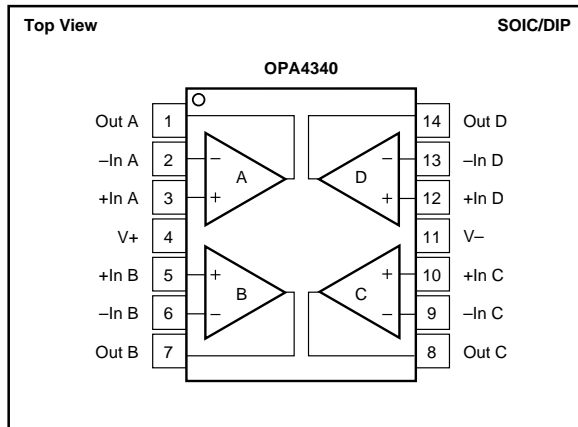 Top View SOIC/DIP
OPA4340
Out A 1 14 Out D
–In A 2 – – 13 –In D
A D
+In A 3 + + 12 +In D
V+ 4 11 V–
+In B 5 + + 10 +In C
B C
–In B 6 – – 9 –In C
Out B 7 8 Out C